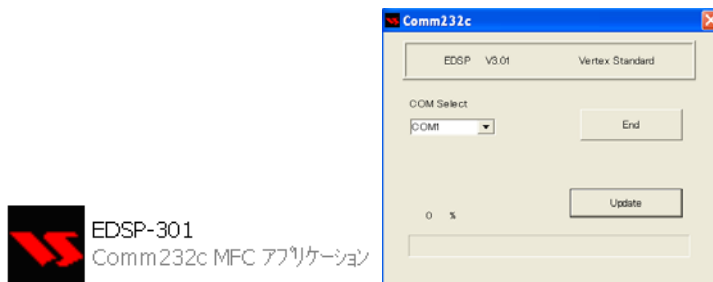 EDSP-301
Comm232c MFC アプリケーション
Comm232c
EDSP V3.01 Vertex Standard
COM Select
COM1
End
Update
0 %